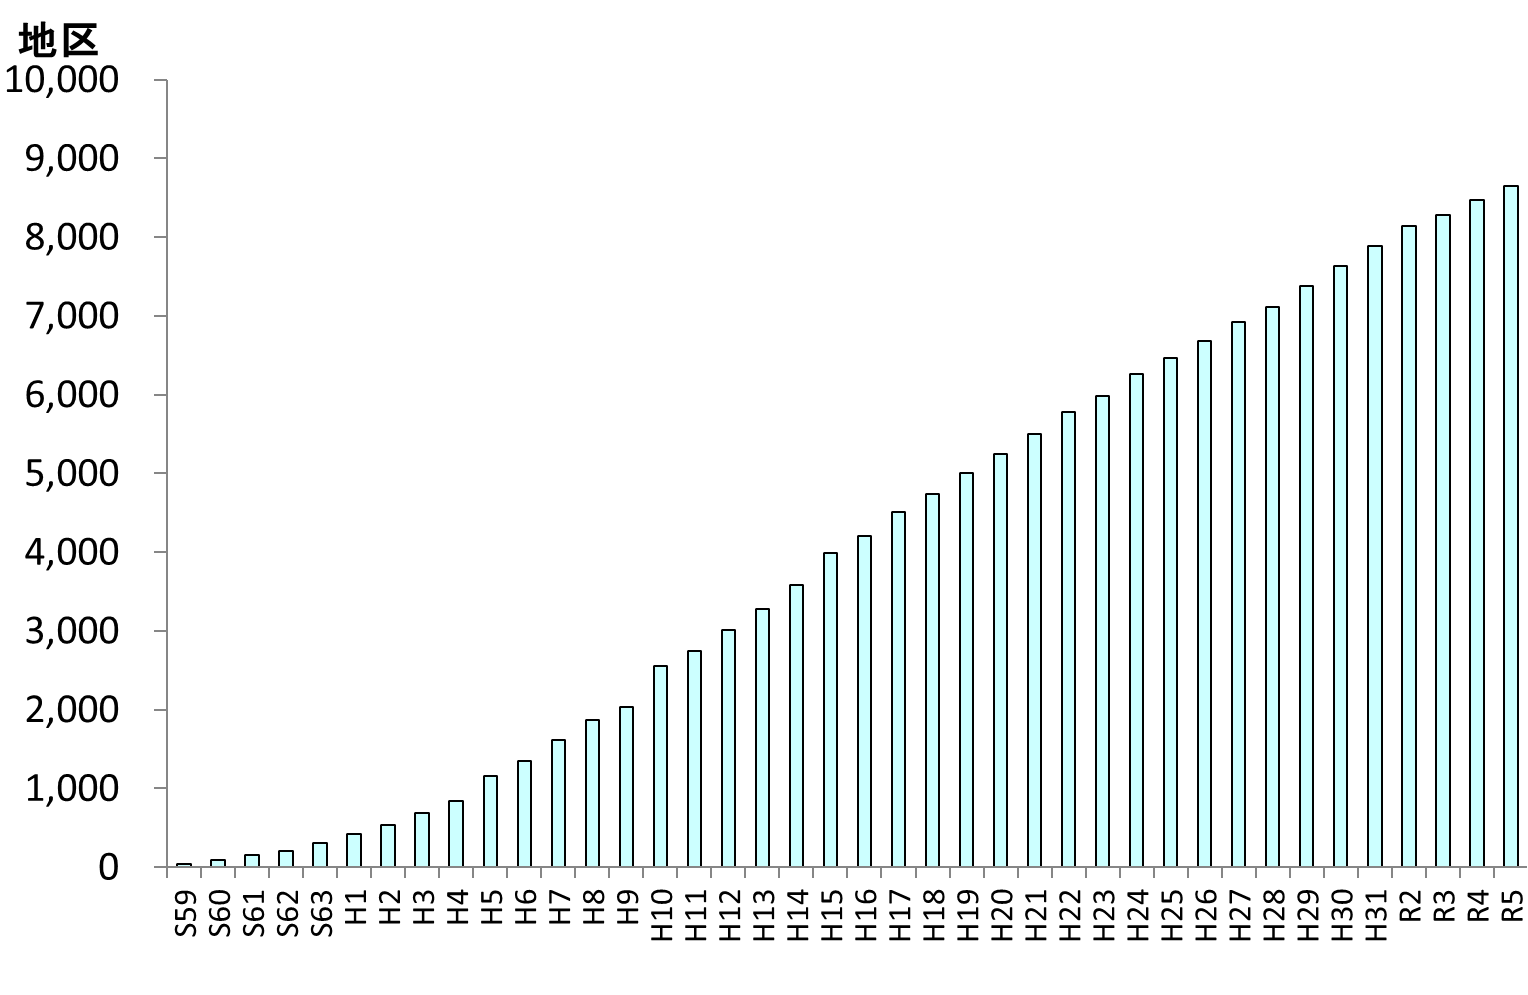 地区
10,000
9,000
8,000
7,000
6,000
5,000
4,000
3,000
2,000
1,000
0
S59
S60
S61
S62
S63
H1
H2
H3
H4
H5
H6
H7
H8
H9
H10
H11
H12
H13
H14
H15
H16
H17
H18
H19
H20
H21
H22
H23
H24
H25
H26
H27
H28
H29
H30
H31
R2
R3
R4
R5